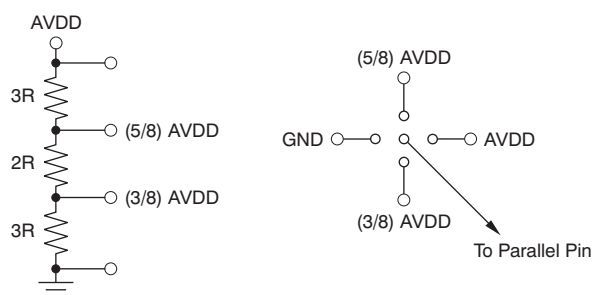 AVDD
3R
(5/8) AVDD
2R
(3/8) AVDD
3R
(5/8) AVDD
GND
AVDD
(3/8) AVDD
To Parallel Pin